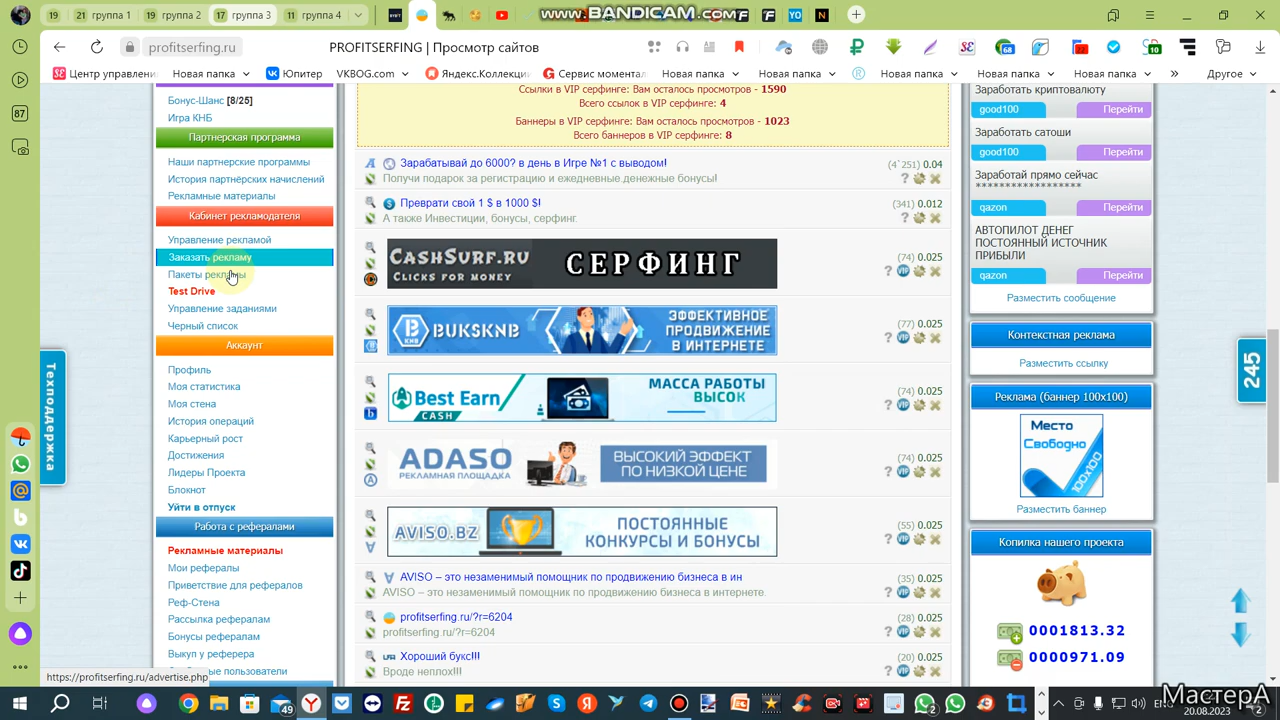 19 группа 1
21 группа 2
18 группа 3
22 группа 4
www.BANDICAM.com
profitserfing.ru
PROFITSERFING | Просмотр сайтов
Центр управлени
Новая папка
Юпитер
VKBOG.com
Яндекс.Коллекци
Новая папка
Сервис моментал
Новая папка
Новая папка
Новая папка
Новая папка
Новая папка
Другое
Бонус-Шанс [8/25]
Игра КНБ
Партнерская программа
Наши партнерские программы
История партнёрских начислений
Рекламные материалы
Кабинет рекламодателя
Управление рекламой
Заказать рекламу
Пакеты рекламы
Test Drive
Управление заданиями
Черный список
Аккаунт
Профиль
Моя статистика
Моя стена
История операций
Карьерный рост
Достижения
Лидеры Проекта
Блокнот
Уйти в отпуск
Работа с рефералами
Рекламные материалы
Мои рефералы
Приветствие для рефералов
Реф-Стена
Рассылка рефералам
Бонусы рефералам
Выкуп у реферера
https://profitserfing.ru/advertise.php
Техподдержка
Ссылки в VIP серфинге: Вам осталось просмотров - 1590
Всего ссылок в VIP серфинге: 4
Баннеры в VIP серфинге: Вам осталось просмотров - 1023
Всего баннеров в VIP серфинге: 8
Зарабатывай до 6000? в день в Игре №1 с выводом!
(4`251) 0.04
Получи подарок за регистрацию и ежедневные.денежные бонусы!
Преврати свой 1 $ в 1000 $!
(341) 0.012
А также Инвестиции, бонусы, серфинг.
CASHSURF.RU
CLICKS FOR MONEY
СЕРФИНГ
(74) 0.025
BUKSKNB
ЭФФЕКТИВНОЕ
ПРОДВИЖЕНИЕ
В ИНТЕРНЕТЕ
(77) 0.025
Best Earn
CASH
МАССА РАБОТЫ
ВЫСОК
(74) 0.025
ADASO
РЕКЛАМНАЯ ПЛОЩАДКА
ВЫСОКИЙ ЭФФЕКТ
ПО НИЗКОЙ ЦЕНЕ
(74) 0.025
AVISO.BZ
ПОСТОЯННЫЕ
КОНКУРСЫ И БОНУСЫ
(55) 0.025
AVISO – это незаменимый помощник по продвижению бизнеса в ин
(35) 0.025
AVISO – это незаменимый помощник по продвижению бизнеса в интернете.
profitserfing.ru/?r=6204
(28) 0.025
profitserfing.ru/?r=6204
Хороший букс!!!
(20) 0.025
Вроде неплох!!!
Заработать криптовалюту
good100
Перейти
Заработать сатоши
good100
Перейти
Заработай прямо сейчас
******************
qazon
Перейти
АВТОПИЛОТ ДЕНЕГ
ПОСТОЯННЫЙ ИСТОЧНИК
ПРИБЫЛИ
qazon
Перейти
Разместить сообщение
Контекстная реклама
Разместить ссылку
Реклама (баннер 100x100)
Место
Свободно
100x100
Разместить баннер
Копилка нашего проекта
0001813.32
0000971.09
245
МастерА
20.08.2023